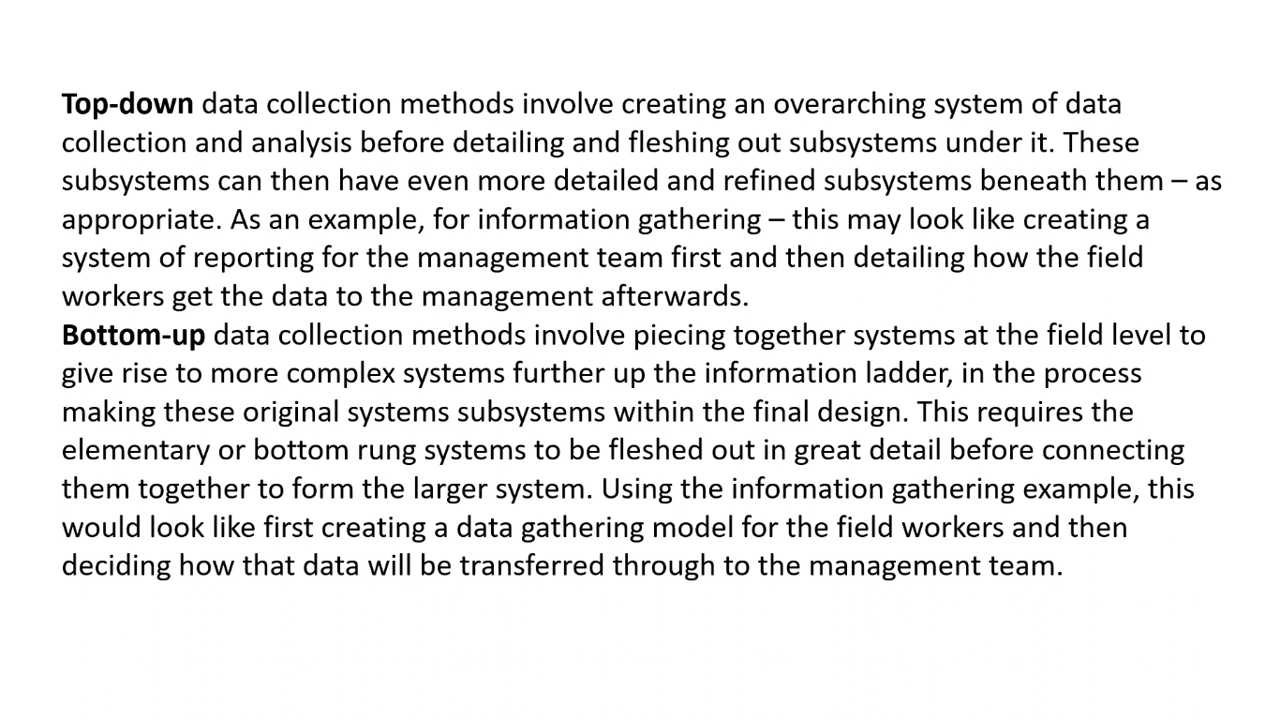 Top-down data collection methods involve creating an overarching system of data
collection and analysis before detailing and fleshing out subsystems under it. These
subsystems can then have even more detailed and refined subsystems beneath them – as
appropriate. As an example, for information gathering – this may look like creating a
system of reporting for the management team first and then detailing how the field
workers get the data to the management afterwards.
Bottom-up data collection methods involve piecing together systems at the field level to
give rise to more complex systems further up the information ladder, in the process
making these original systems subsystems within the final design. This requires the
elementary or bottom rung systems to be fleshed out in great detail before connecting
them together to form the larger system. Using the information gathering example, this
would look like first creating a data gathering model for the field workers and then
deciding how that data will be transferred through to the management team.